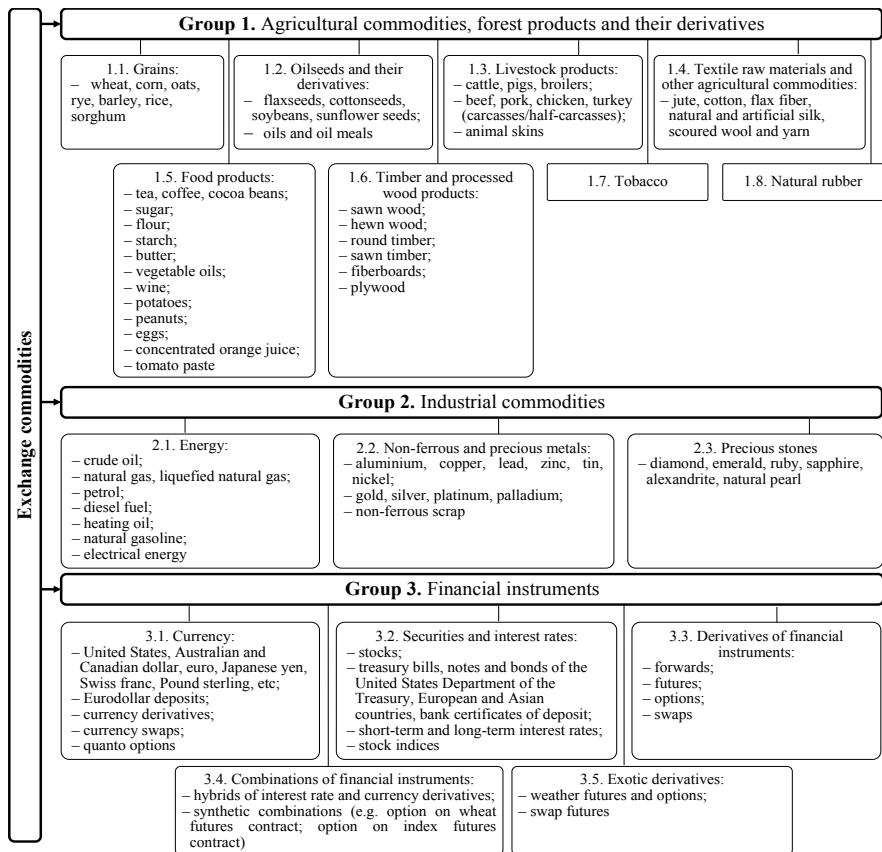 Exchange commodities
Group 1. Agricultural commodities, forest products and their derivatives
1.1. Grains:
– wheat, corn, oats,
rye, barley, rice,
sorghum
1.2. Oilseeds and their
derivatives:
– flaxseeds, cottonseeds,
soybeans, sunflower seeds;
– oils and oil meals
1.3. Livestock products:
– cattle, pigs, broilers;
– beef, pork, chicken, turkey
(carcasses/half-carcasses);
– animal skins
1.4. Textile raw materials and
other agricultural commodities:
– jute, cotton, flax fiber,
natural and artificial silk,
scoured wool and yarn
1.5. Food products:
– tea, coffee, cocoa beans;
– sugar;
– flour;
– starch;
– butter;
– vegetable oils;
– wine;
– potatoes;
– peanuts;
– eggs;
– concentrated orange juice;
– tomato paste
1.6. Timber and processed
wood products:
– sawn wood;
– hewn wood;
– round timber;
– sawn timber;
– fiberboards;
– plywood
1.7. Tobacco
1.8. Natural rubber
Group 2. Industrial commodities
2.1. Energy:
– crude oil;
– natural gas, liquefied natural gas;
– petrol;
– diesel fuel;
– heating oil;
– natural gasoline;
– electrical energy
2.2. Non-ferrous and precious metals:
– aluminium, copper, lead, zinc, tin,
nickel;
– gold, silver, platinum, palladium;
– non-ferrous scrap
2.3. Precious stones
– diamond, emerald, ruby, sapphire,
alexandrite, natural pearl
Group 3. Financial instruments
3.1. Currency:
– United States, Australian and
Canadian dollar, euro, Japanese yen,
Swiss franc, Pound sterling, etc;
– Eurodollar deposits;
– currency derivatives;
– currency swaps;
– quanto options
3.2. Securities and interest rates:
– stocks;
– treasury bills, notes and bonds of the
United States Department of the
Treasury, European and Asian
countries, bank certificates of deposit;
– short-term and long-term interest rates;
– stock indices
3.3. Derivatives of financial
instruments:
– forwards;
– futures;
– options;
– swaps
3.4. Combinations of financial instruments:
– hybrids of interest rate and currency derivatives;
– synthetic combinations (e.g. option on wheat
futures contract; option on index futures
contract)
3.5. Exotic derivatives:
– weather futures and options;
– swap futures